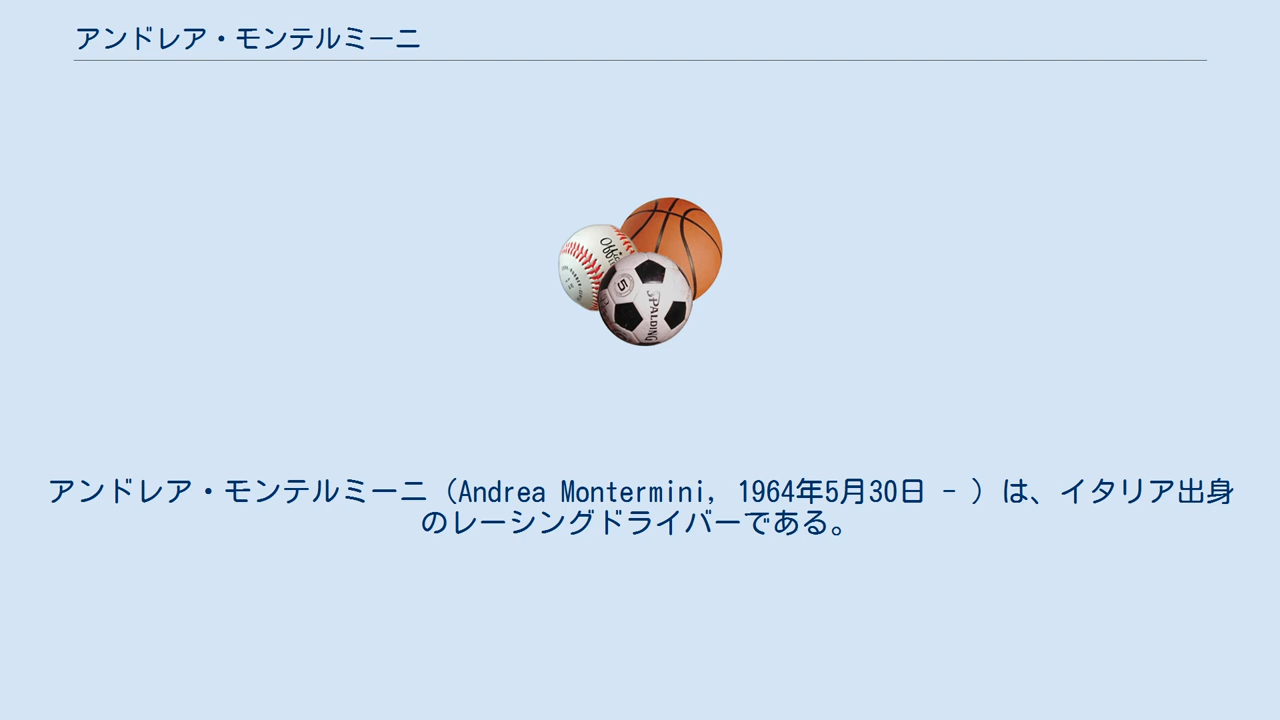 アンドレア・モンテルミーニ
Offic
5
SPALDING
アンドレア・モンテルミーニ (Andrea Montermini, 1964年5月30日 - ) は、イタリア出身
のレーシングドライバーである。